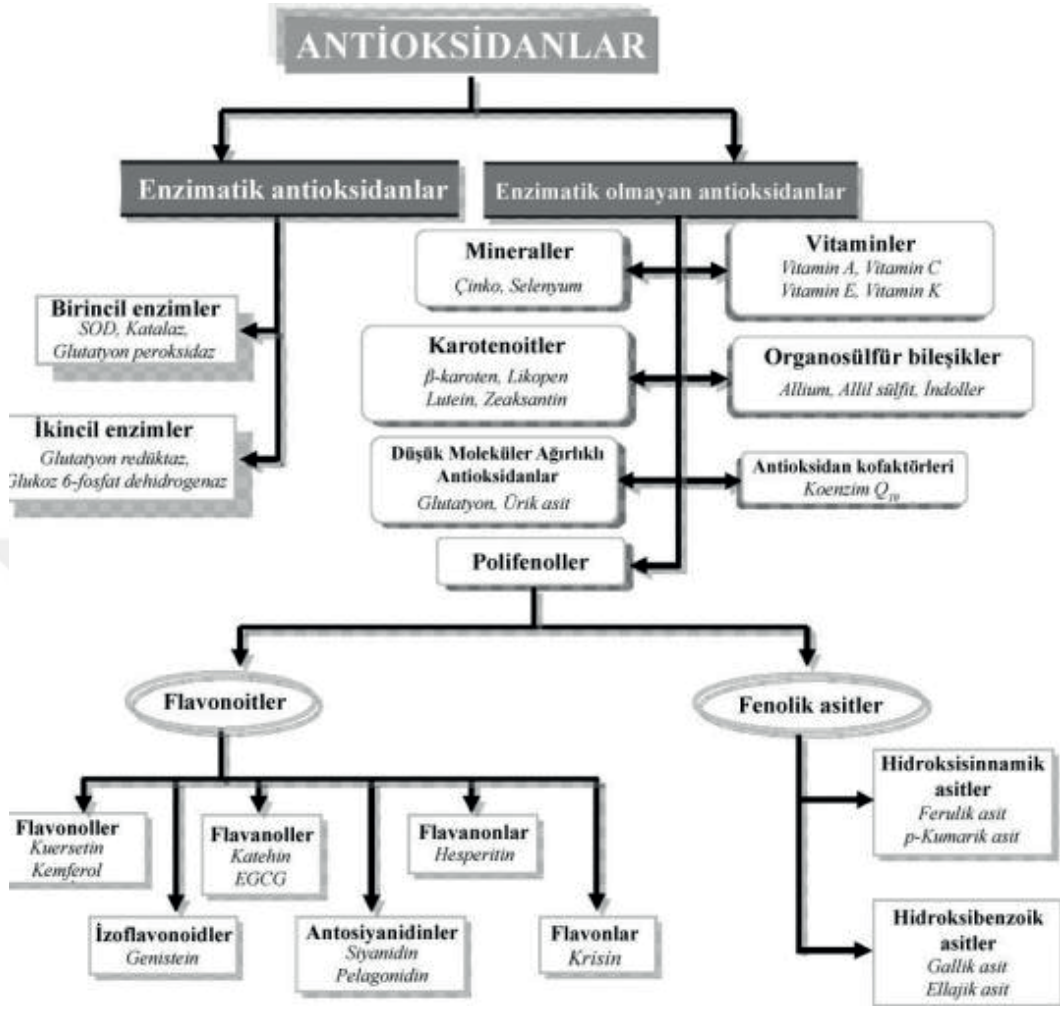 ANTİOKSİDANLAR
Enzimatik antioksidanlar
Enzimatik olmayan antioksidanlar
Birincil enzimler
SOD, Katalaz,
Glutatyon peroksidaz
İkincil enzimler
Glutatyon redüktaz,
Glukoz 6-fosfat dehidrogenaz
Mineraller
Çinko, Selenyum
Vitaminler
Vitamin A, Vitamin C
Vitamin E, Vitamin K
Karotenoitler
β-karoten, Likopen
Lutein, Zeaksantin
Organosülfür bileşikler
Allium, Allil sülfit, İndoller
Düşük Moleküler Ağırlıklı
Antioksidanlar
Glutatyon, Ürik asit
Antioksidan kofaktörleri
Koenzim Q10
Polifenoller
Flavonoitler
Fenolik asitler
Flavonoller
Kuersetin
Kemferol
Flavanoller
Katehin
EGCG
Flavanonlar
Hesperitin
İzoflavonoidler
Genistein
Antosiyanidinler
Siyanidin
Pelagonidin
Flavonlar
Krisin
Hidroksisinnamik
asitler
Ferulik asit
p-Kumarik asit
Hidroksibenzoik
asitler
Gallik asit
Ellajik asit